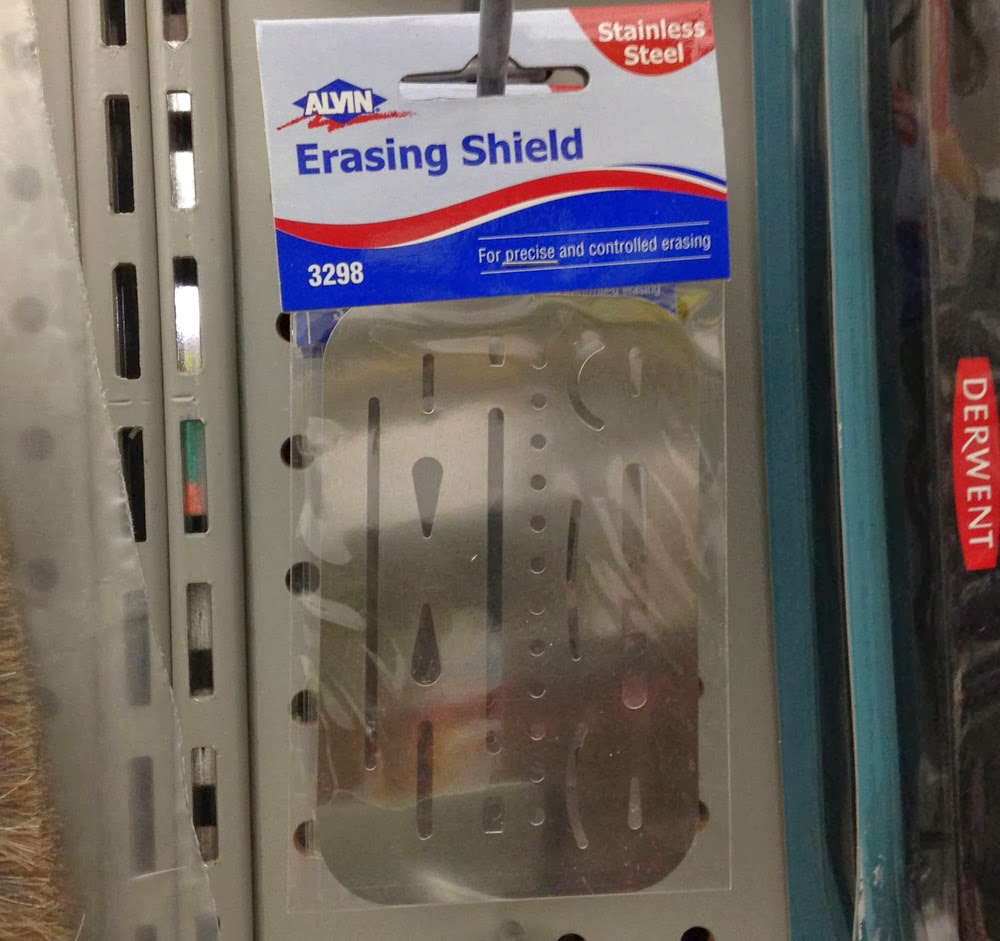 Stainless
Steel
ALVIN
Erasing Shield
For precise and controlled erasing
3298
DERWENT